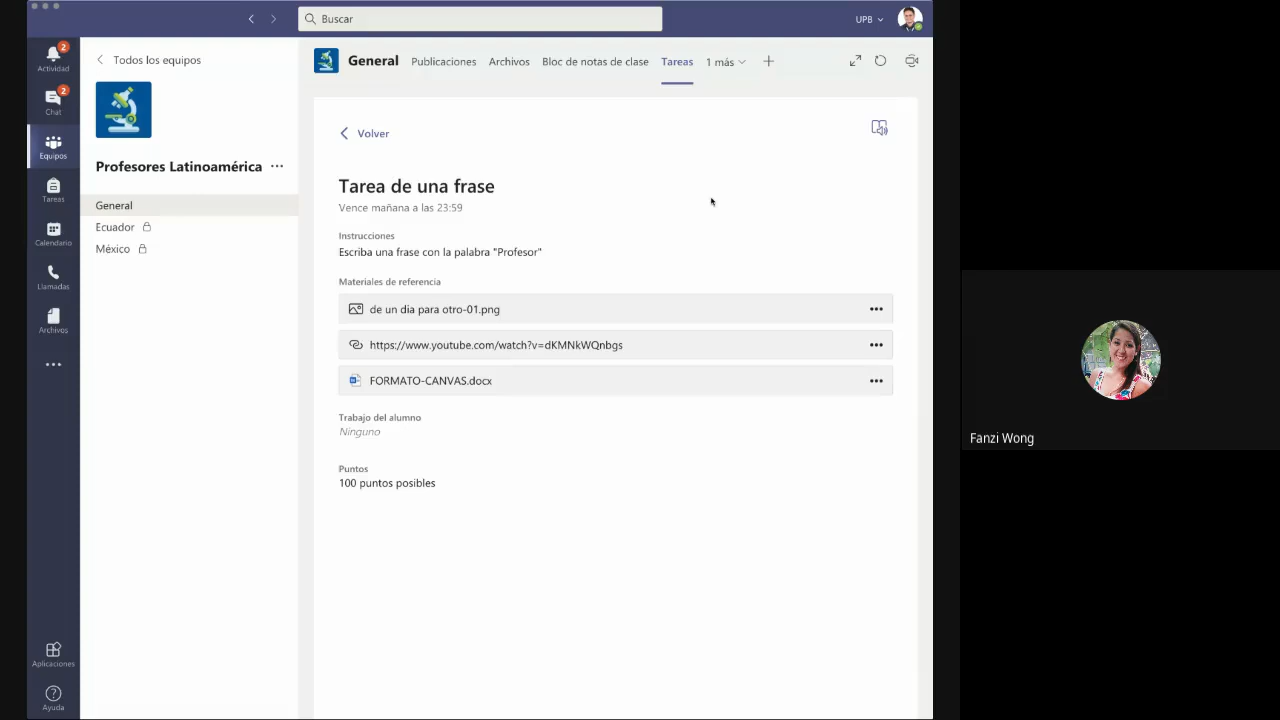 Buscar
UPB
2
Actividad
2
Chat
Equipos
Tareas
Calendario
Llamadas
Archivos
Aplicaciones
Ayuda
Todos los equipos
Profesores Latinoamérica
General
Ecuador
México
General Publicaciones Archivos Bloc de notas de clase Tareas 1 más
Volver
Tarea de una frase
Vence mañana a las 23:59
Instrucciones
Escriba una frase con la palabra "Profesor"
Materiales de referencia
de un dia para otro-01.png
https://www.youtube.com/watch?v=dKMNkWQnbgs
FORMATO-CANVAS.docx
Trabajo del alumno
Ninguno
Puntos
100 puntos posibles
Fanzi Wong